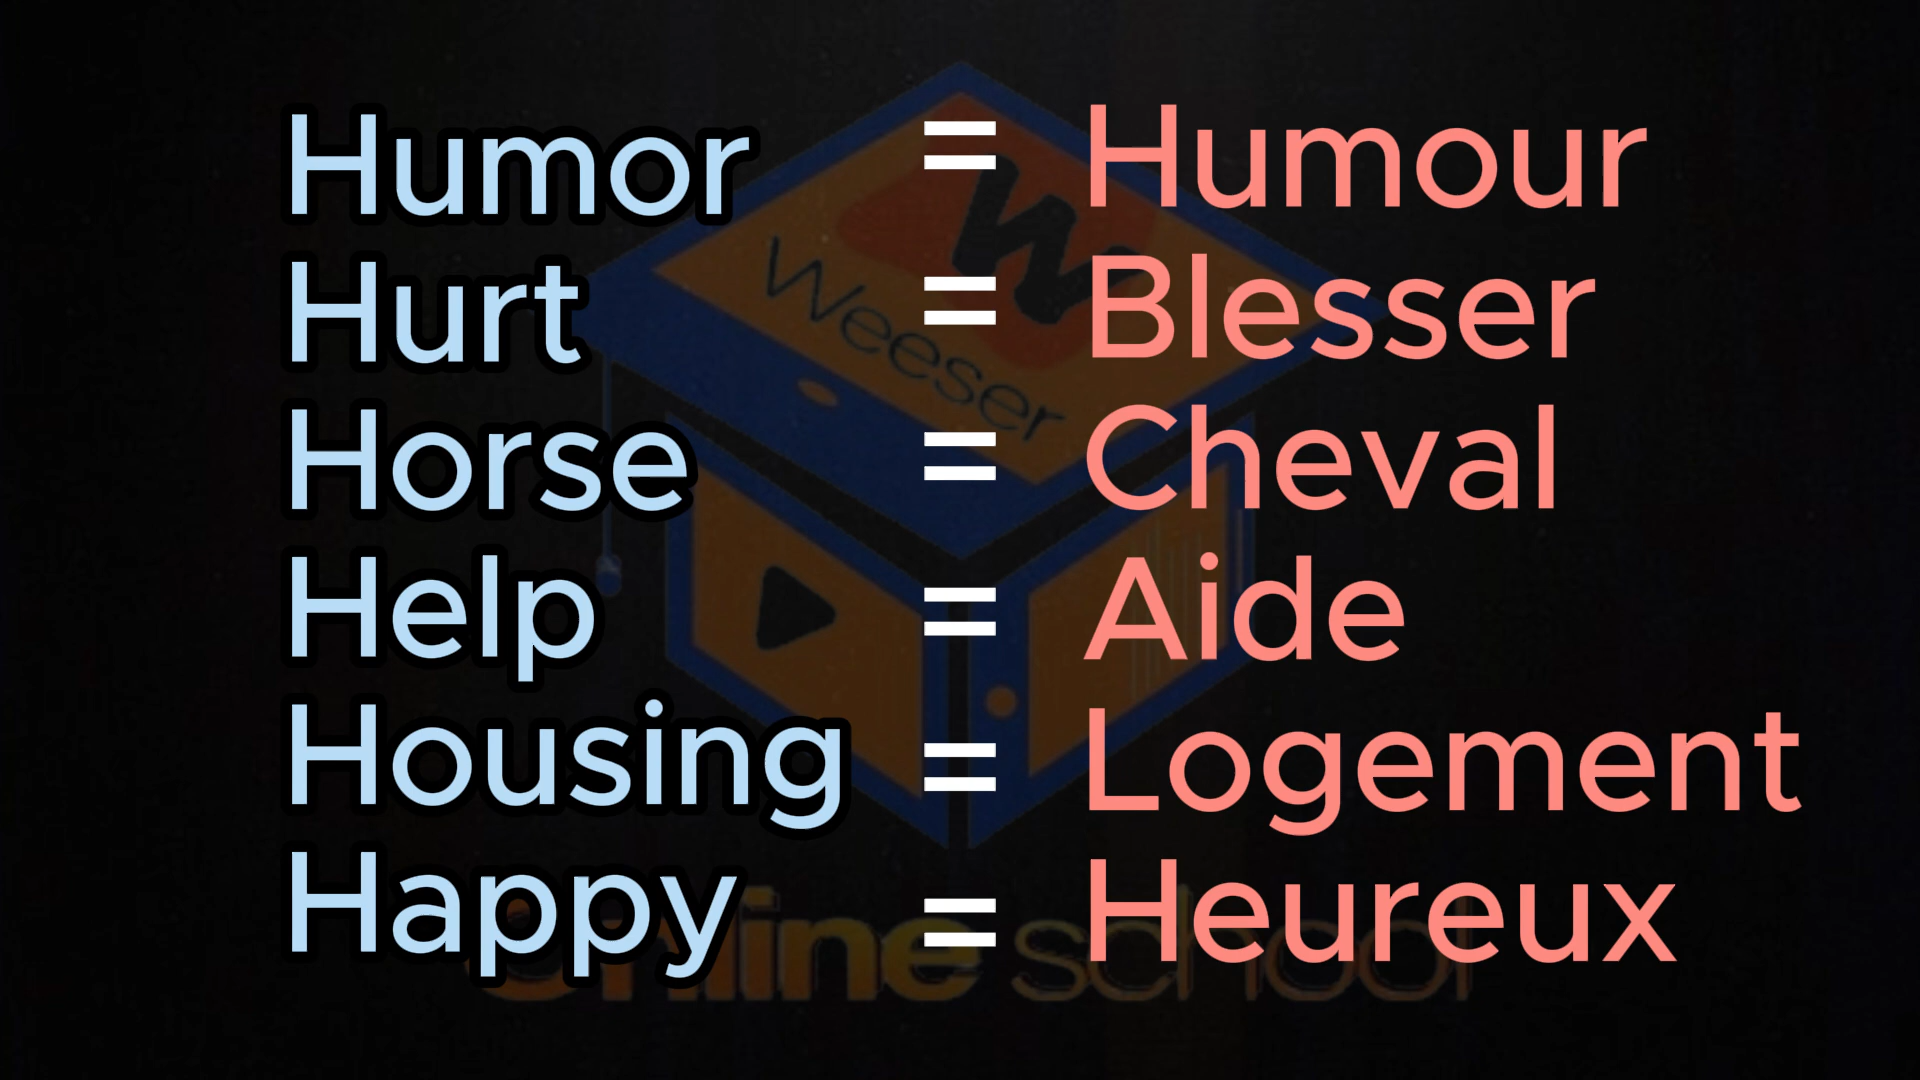 Humor = Humour
Hurt = Blesser
Horse = Cheval
Help = Aide
Housing = Logement
Happy = Heureux
W
Weeser
Online school